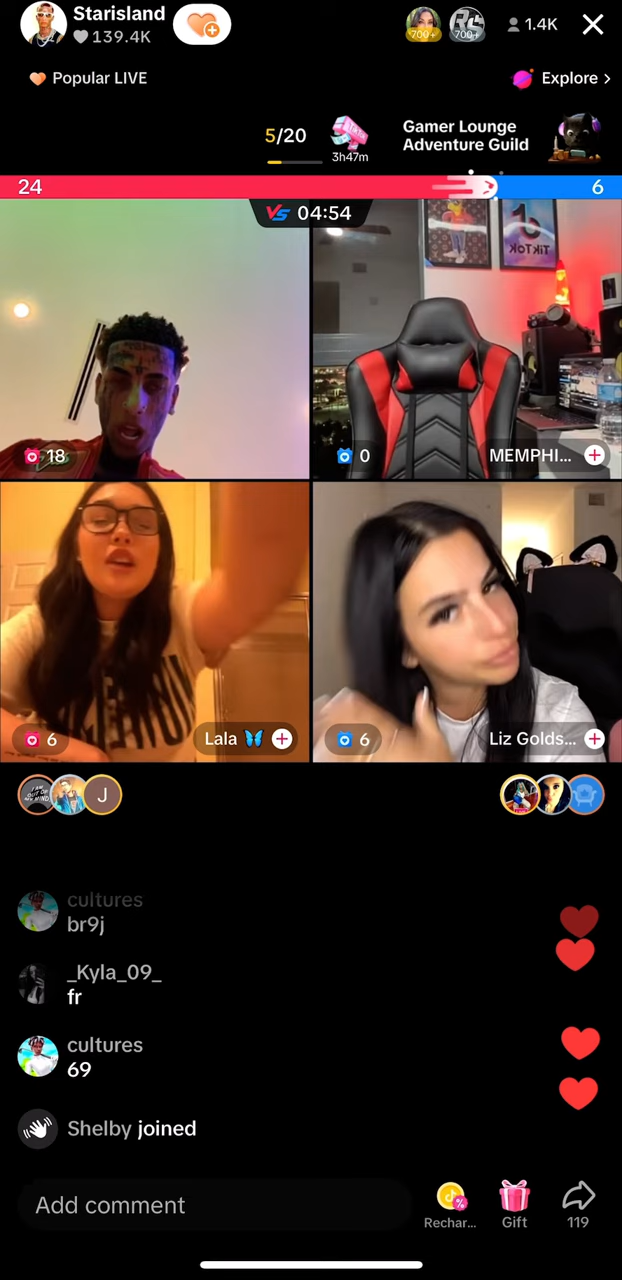 Starisland
139.4K
700+
700+
1.4K
Popular LIVE
Explore >
5/20
3h47m
Gamer Lounge
Adventure Guild
24
6
VS 04:54
TikTok
18
0
MEMPHI...
6
Lala
6
Liz Golds...
J
cultures
br9j
_Kyla_09_
fr
cultures
69
Shelby joined
Add comment
Rechar...
Gift
119